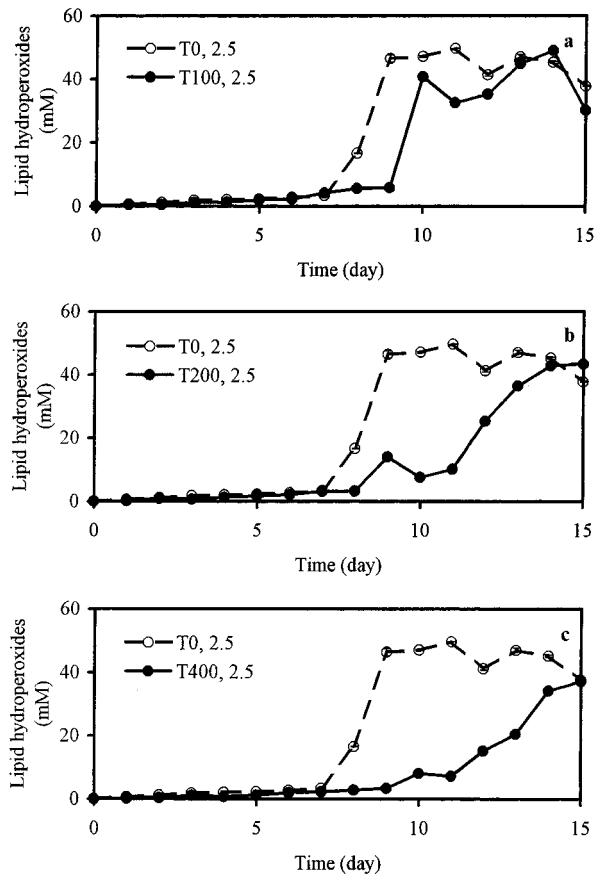 Lipid hydroperoxides
(mM)
60
40
20
0
T0, 2.5
T100, 2.5
a
0 5 10 15
Time (day)
Lipid hydroperoxides
(mM)
60
40
20
0
T0, 2.5
T200, 2.5
b
0 5 10 15
Time (day)
Lipid hydroperoxides
(mM)
60
40
20
0
T0, 2.5
T400, 2.5
c
0 5 10 15
Time (day)